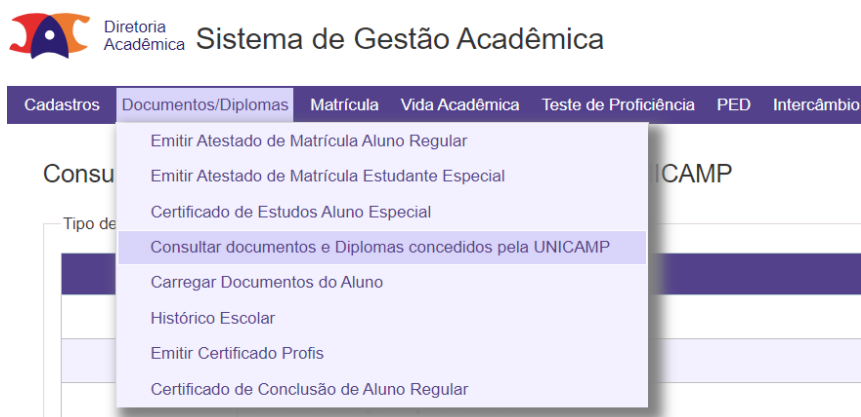 Diretoria
Acadêmica
Sistema de Gestão Acadêmica
Cadastros Documentos/Diplomas Matrícula Vida Acadêmica Teste de Proficiência PED Intercâmbio
Emitir Atestado de Matrícula Aluno Regular
Emitir Atestado de Matrícula Estudante Especial
Certificado de Estudos Aluno Especial
Consultar documentos e Diplomas concedidos pela UNICAMP
Carregar Documentos do Aluno
Histórico Escolar
Emitir Certificado Profis
Certificado de Conclusão de Aluno Regular
Consu ICAMP
Tipo de